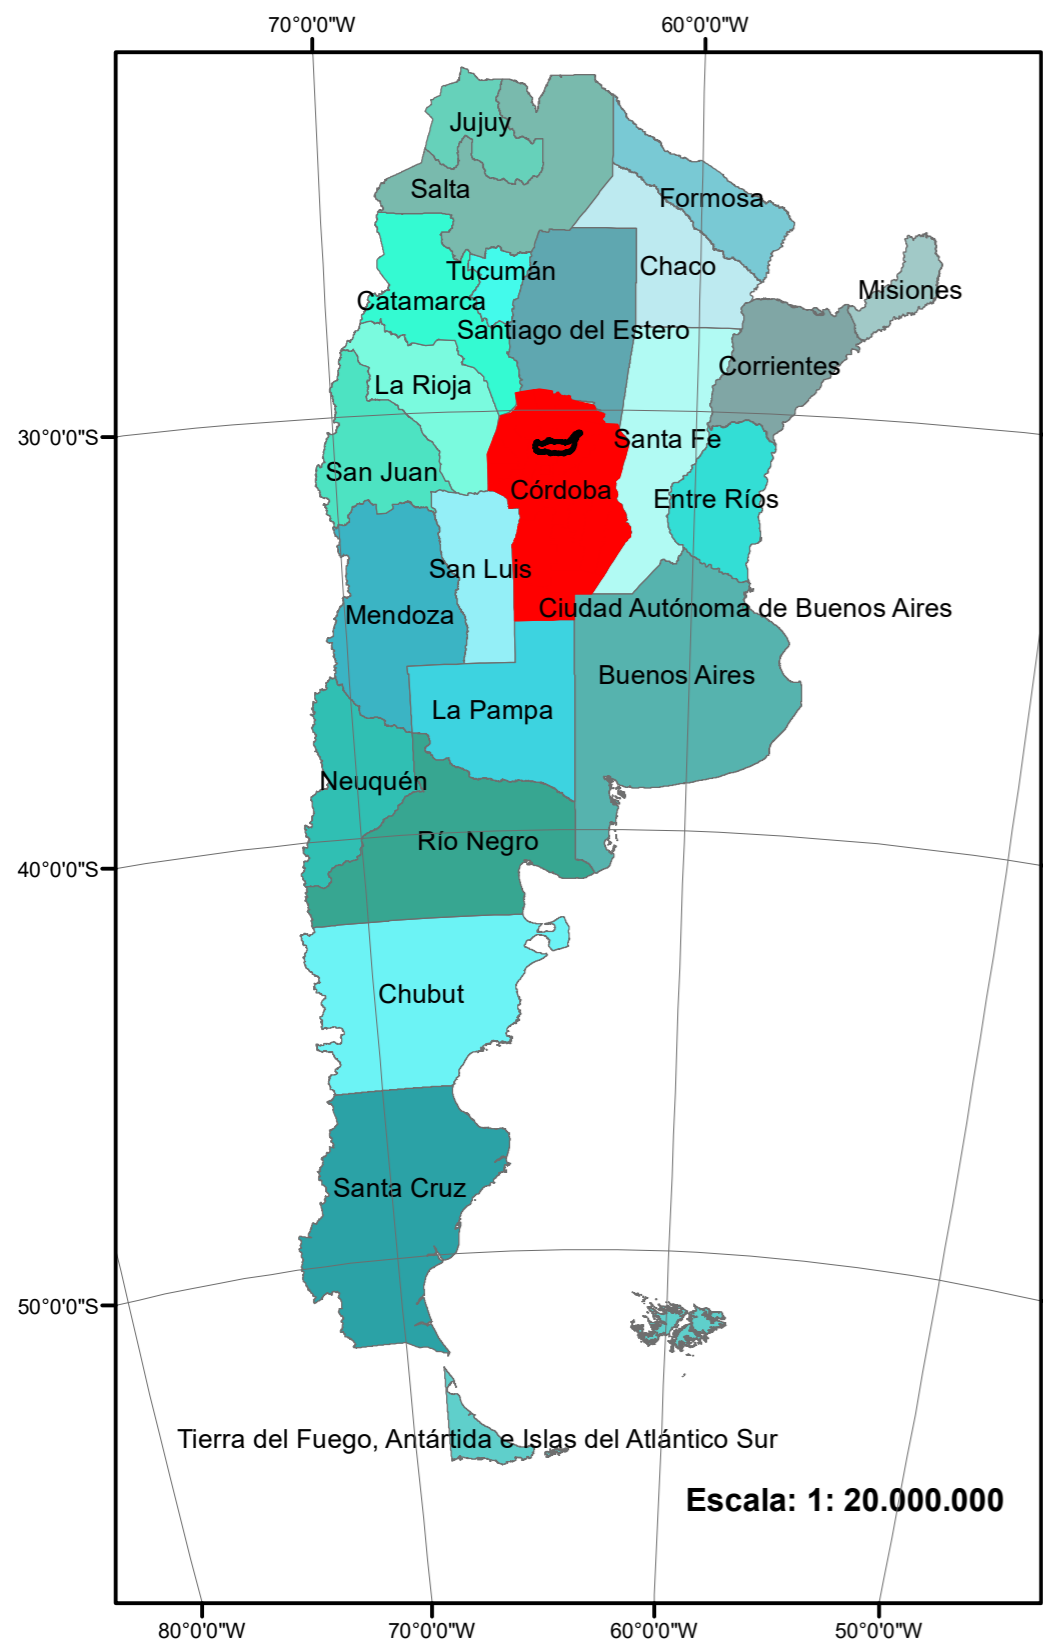 70°0'0"W 60°0'0"W
Jujuy
Salta
Formosa
Chaco
Tucumán
Misiones
Catamarca
Santiago del Estero
Corrientes
La Rioja
30°0'0"S
Santa Fe
San Juan
Córdoba
Entre Ríos
San Luis
Ciudad Autónoma de Buenos Aires
Mendoza
Buenos Aires
La Pampa
Neuquén
Río Negro
40°0'0"S
Chubut
Santa Cruz
50°0'0"S
Tierra del Fuego, Antártida e Islas del Atlántico Sur
Escala: 1: 20.000.000
80°0'0"W 70°0'0"W 60°0'0"W 50°0'0"W